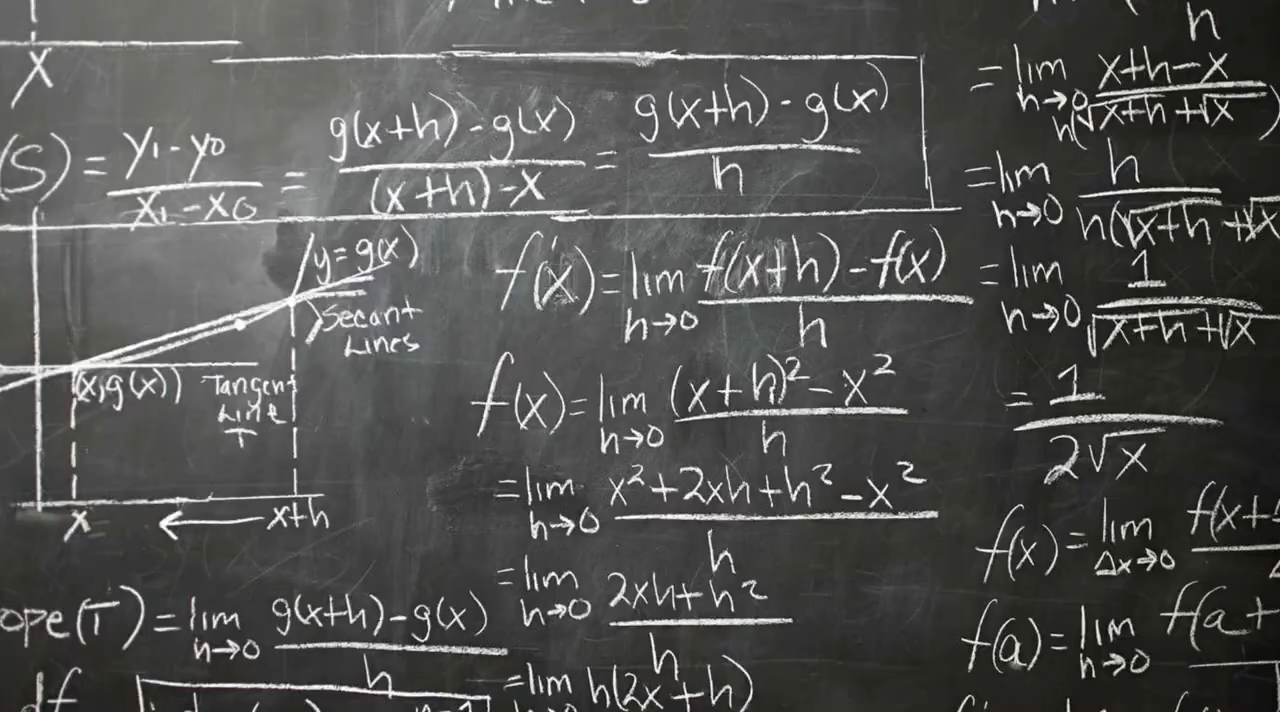 X
(S) = y₁ - y₀ / x₁ - x₀ = g(x+h) - g(x) / (x+h) - x = g(x+h) - g(x) / h
y = g(x)
Secant
Lines
(x, g(x))
Tangent
Line
T
x ← x+h
ope(T) = lim h→0 g(x+h) - g(x) / h
df
f'(x) = lim h→0 f(x+h) - f(x) / h
f(x) = lim h→0 (x+h)² - x² / h
= lim h→0 x² + 2xh + h² - x² / h
= lim h→0 2xh + h² / h
= lim h→0 h(2x+h)
h
= lim h→0 x+h-x / h(√x+h + √x)
= lim h→0 h / h(√x+h + √x
= lim h→0 1 / √x+h + √x
= 1 / 2√x
f(x) = lim Δx→0 f(x+
f(a) = lim h→0 f(a+